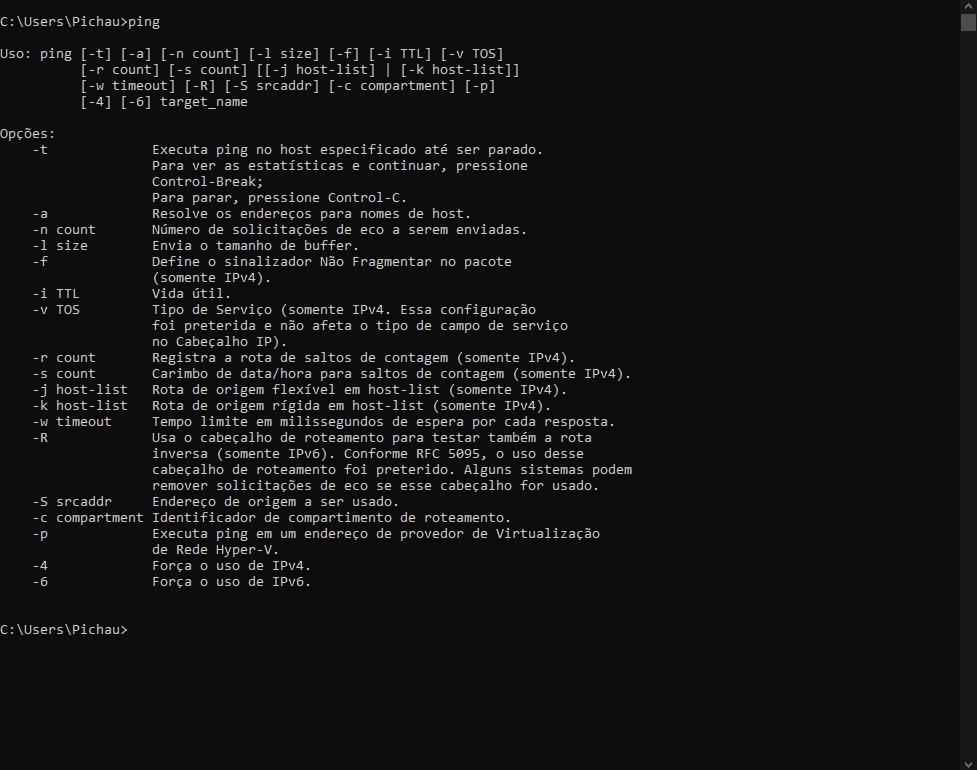 C:\Users\Pichau>ping
Uso: ping [-t] [-a] [-n count] [-l size] [-f] [-i TTL] [-v TOS]
[-r count] [-s count] [[-j host-list] | [-k host-list]]
[-w timeout] [-R] [-S srcaddr] [-c compartment] [-p]
[-4] [-6] target_name
Opções:
-t Executa ping no host especificado até ser parado.
Para ver as estatísticas e continuar, pressione
Control-Break;
Para parar, pressione Control-C.
-a Resolve os endereços para nomes de host.
-n count Número de solicitações de eco a serem enviadas.
-l size Envia o tamanho de buffer.
-f Define o sinalizador Não Fragmentar no pacote
(somente IPv4).
-i TTL Vida útil.
-v TOS Tipo de Serviço (somente IPv4. Essa configuração
foi preterida e não afeta o tipo de campo de serviço
no Cabeçalho IP).
-r count Registra a rota de saltos de contagem (somente IPv4).
-s count Carimbo de data/hora para saltos de contagem (somente IPv4).
-j host-list Rota de origem flexível em host-list (somente IPv4).
-k host-list Rota de origem rígida em host-list (somente IPv4).
-w timeout Tempo limite em milissegundos de espera por cada resposta.
-R Usa o cabeçalho de roteamento para testar também a rota
inversa (somente IPv6). Conforme RFC 5095, o uso desse
cabeçalho de roteamento foi preterido. Alguns sistemas podem
remover solicitações de eco se esse cabeçalho for usado.
-S srcaddr Endereço de origem a ser usado.
-c compartment Identificador de compartimento de roteamento.
-p Executa ping em um endereço de provedor de Virtualização
de Rede Hyper-V.
-4 Força o uso de IPv4.
-6 Força o uso de IPv6.
C:\Users\Pichau>